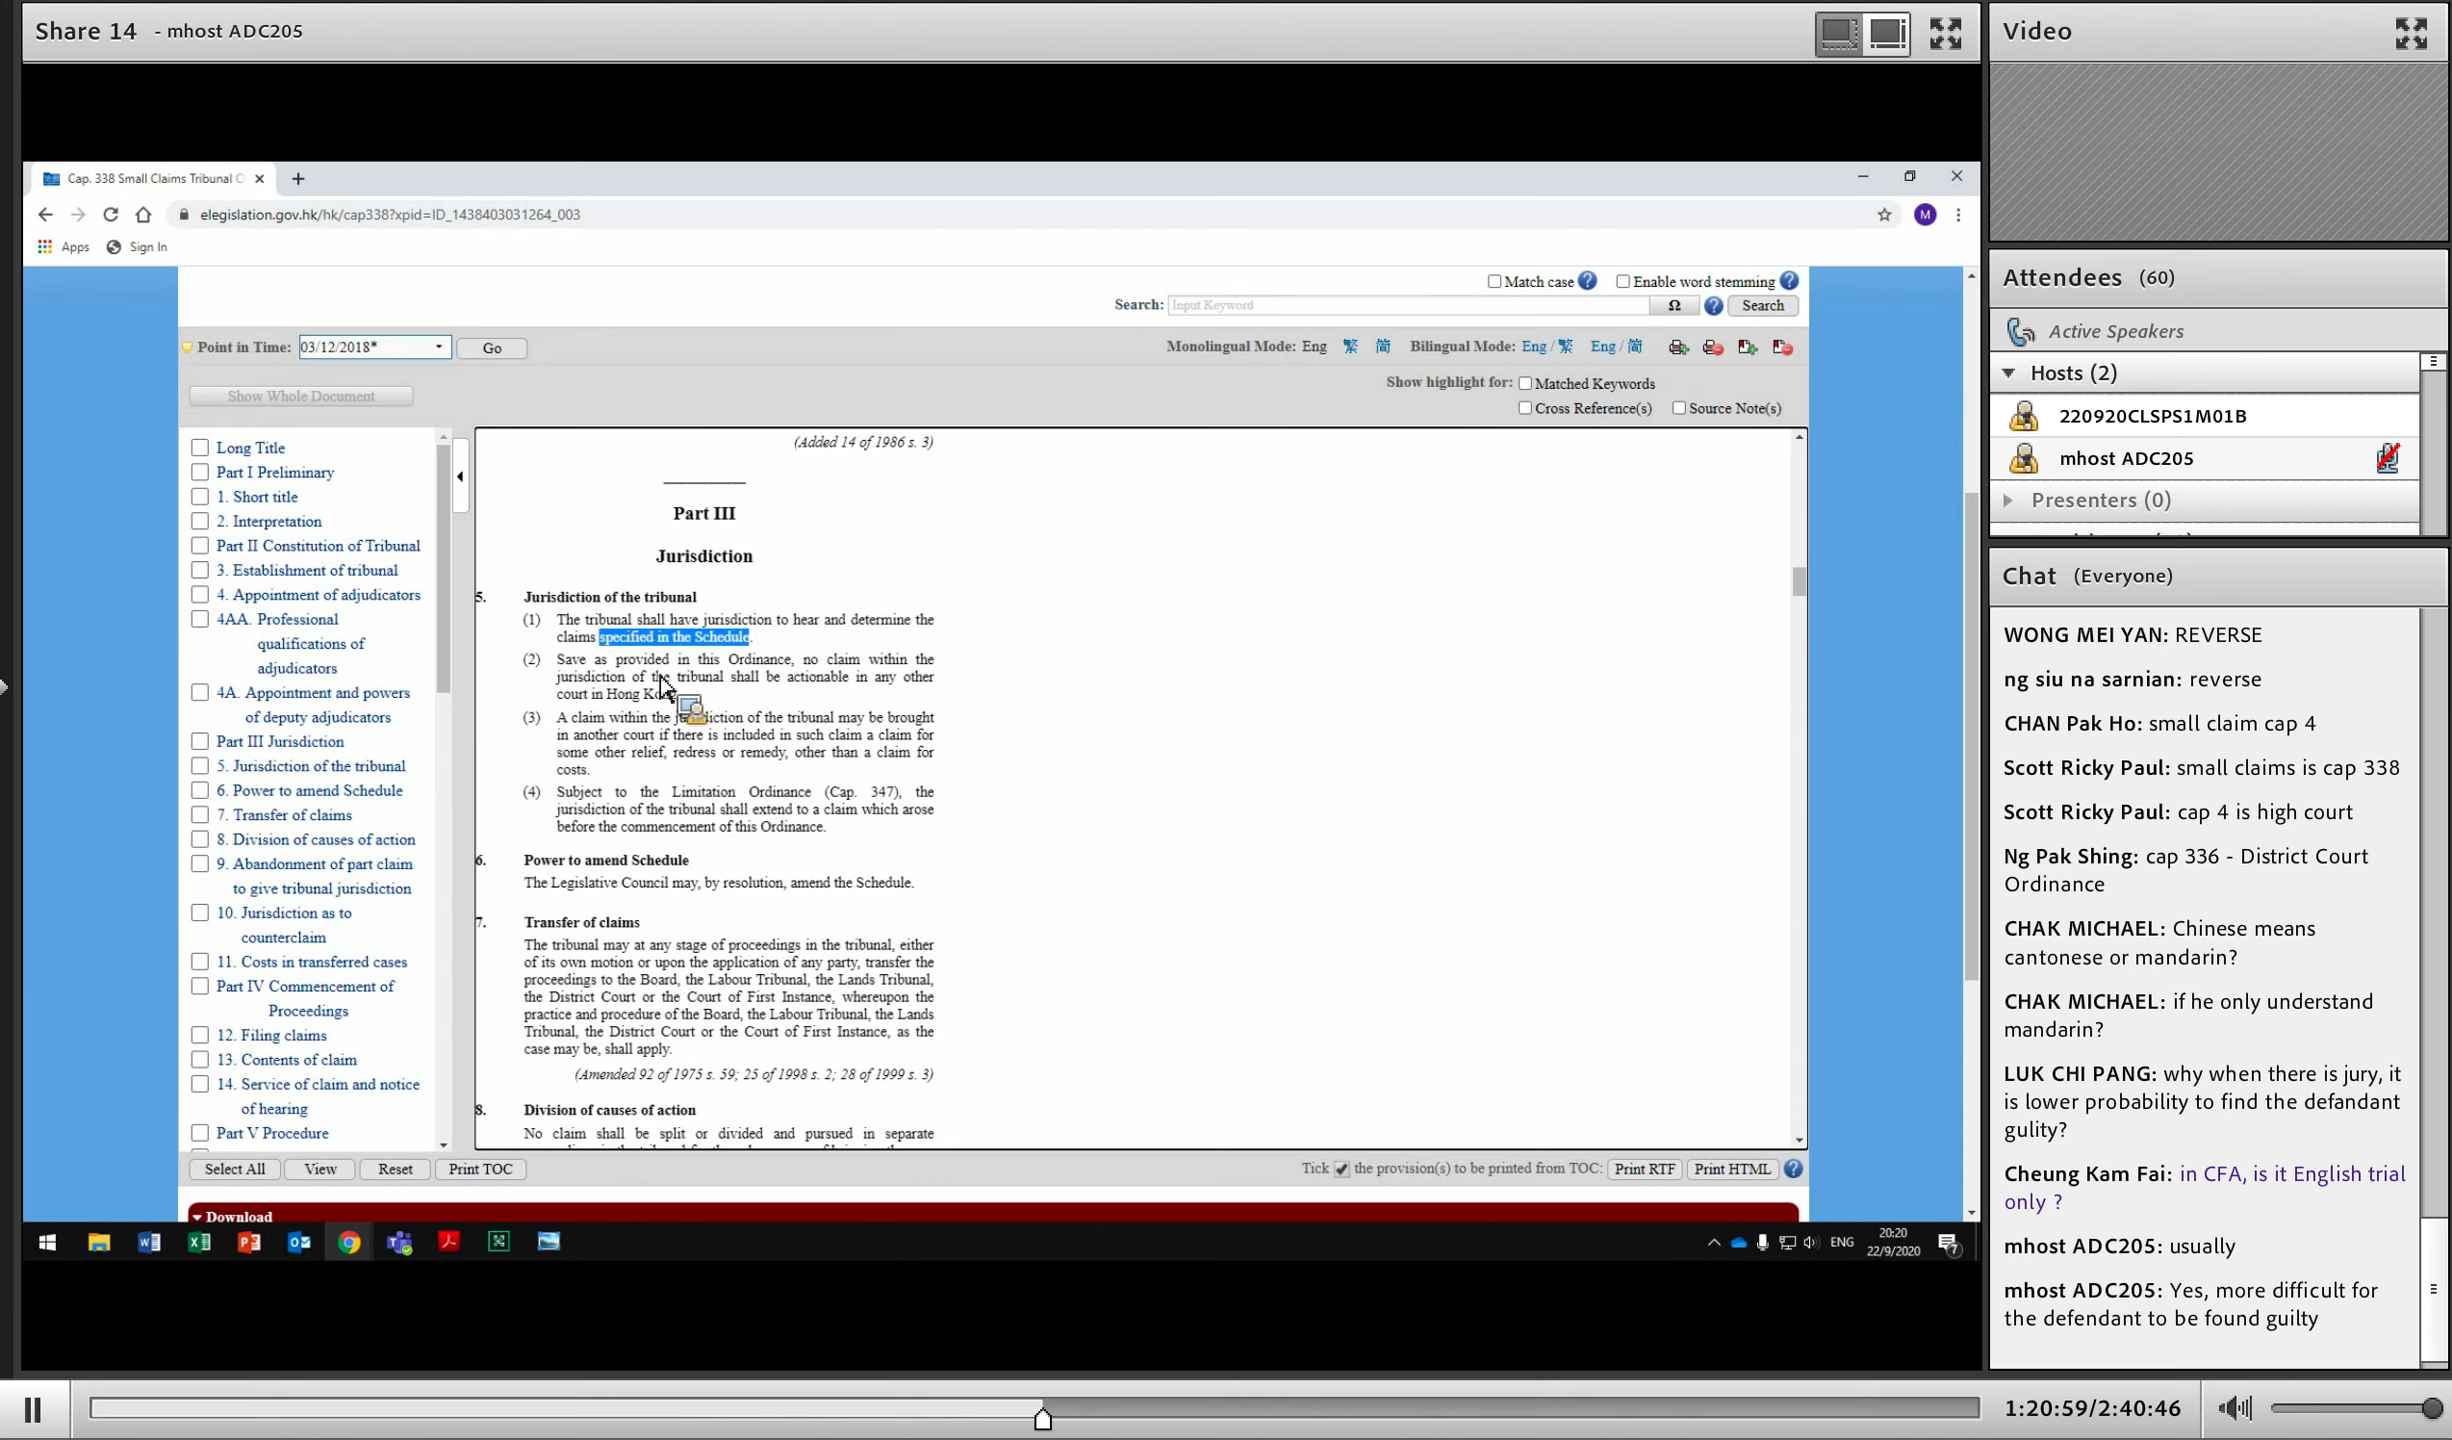 Share 14 - mhost ADC205
Cap. 338 Small Claims Tribunal O
elegislation.gov.hk/hk/cap338?xpid=ID_1438403031264_003
M
Apps Sign In
Match case Enable word stemming
Search: Input Keyword Ω Search
Point in Time: 03/12/2018* Go
Monolingual Mode: Eng 繁 简 Bilingual Mode: Eng / 繁 Eng / 简
Show highlight for: Matched Keywords
Cross Reference(s) Source Note(s)
Show Whole Document
Long Title
Part I Preliminary
1. Short title
2. Interpretation
Part II Constitution of Tribunal
3. Establishment of tribunal
4. Appointment of adjudicators
4AA. Professional
qualifications of
adjudicators
4A. Appointment and powers
of deputy adjudicators
Part III Jurisdiction
5. Jurisdiction of the tribunal
6. Power to amend Schedule
7. Transfer of claims
8. Division of causes of action
9. Abandonment of part claim
to give tribunal jurisdiction
10. Jurisdiction as to
counterclaim
11. Costs in transferred cases
Part IV Commencement of
Proceedings
12. Filing claims
13. Contents of claim
14. Service of claim and notice
of hearing
Part V Procedure
(Added 14 of 1986 s. 3)
Part III
Jurisdiction
5. Jurisdiction of the tribunal
(1) The tribunal shall have jurisdiction to hear and determine the
claims specified in the Schedule.
(2) Save as provided in this Ordinance, no claim within the
jurisdiction of the tribunal shall be actionable in any other
court in Hong
(3) A claim within the jurisdiction of the tribunal may be brought
in another court if there is included in such claim a claim for
some other relief, redress or remedy, other than a claim for
costs.
(4) Subject to the Limitation Ordinance (Cap. 347), the
jurisdiction of the tribunal shall extend to a claim which arose
before the commencement of this Ordinance.
6. Power to amend Schedule
The Legislative Council may, by resolution, amend the Schedule.
7. Transfer of claims
The tribunal may at any stage of proceedings in the tribunal, either
of its own motion or upon the application of any party, transfer the
proceedings to the Board, the Labour Tribunal, the Lands Tribunal,
the District Court or the Court of First Instance, whereupon the
practice and procedure of the Board, the Labour Tribunal, the Lands
Tribunal, the District Court or the Court of First Instance, as the
case may be, shall apply.
(Amended 92 of 1975 s. 59; 25 of 1998 s. 2; 28 of 1999 s. 3)
8. Division of causes of action
No claim shall be split or divided and pursued in separate
Select All View Reset Print TOC
Tick the provision(s) to be printed from TOC: Print RTF Print HTML
Download
ENG
20:20
22/9/2020
7
Video
Attendees (60)
Active Speakers
Hosts (2)
220920CLSPS1M01B
mhost ADC205
Presenters (0)
Chat (Everyone)
WONG MEI YAN: REVERSE
ng siu na sarnian: reverse
CHAN Pak Ho: small claim cap 4
Scott Ricky Paul: small claims is cap 338
Scott Ricky Paul: cap 4 is high court
Ng Pak Shing: cap 336 - District Court
Ordinance
CHAK MICHAEL: Chinese means
cantonese or mandarin?
CHAK MICHAEL: if he only understand
mandarin?
LUK CHI PANG: why when there is jury, it
is lower probability to find the defandant
gulity?
Cheung Kam Fai: in CFA, is it English trial
only ?
mhost ADC205: usually
mhost ADC205: Yes, more difficult for
the defendant to be found guilty
1:20:59/2:40:46